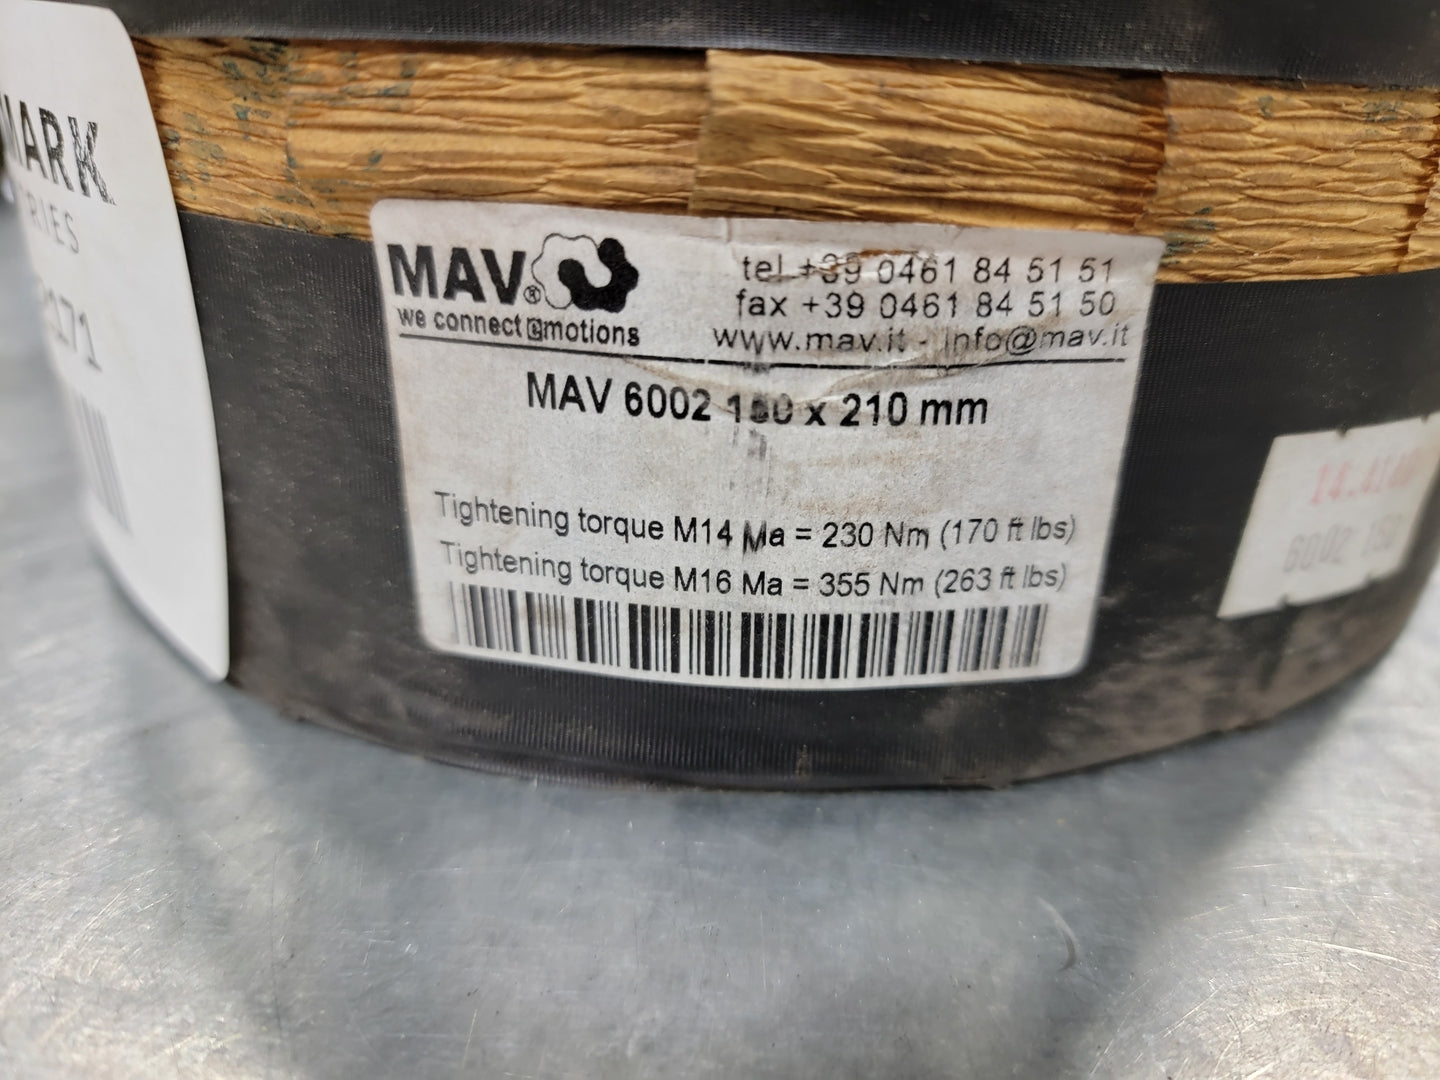 RIES
2171
MAV®
we connect emotions
tel +39 0461 84 51 51
fax +39 0461 84 51 50
www.mav.it - info@mav.it
MAV 6002 x 210 mm
Tightening torque M14 Ma = 230 Nm (170 ft lbs)
Tightening torque M16 Ma = 355 Nm (263 ft lbs)
6002